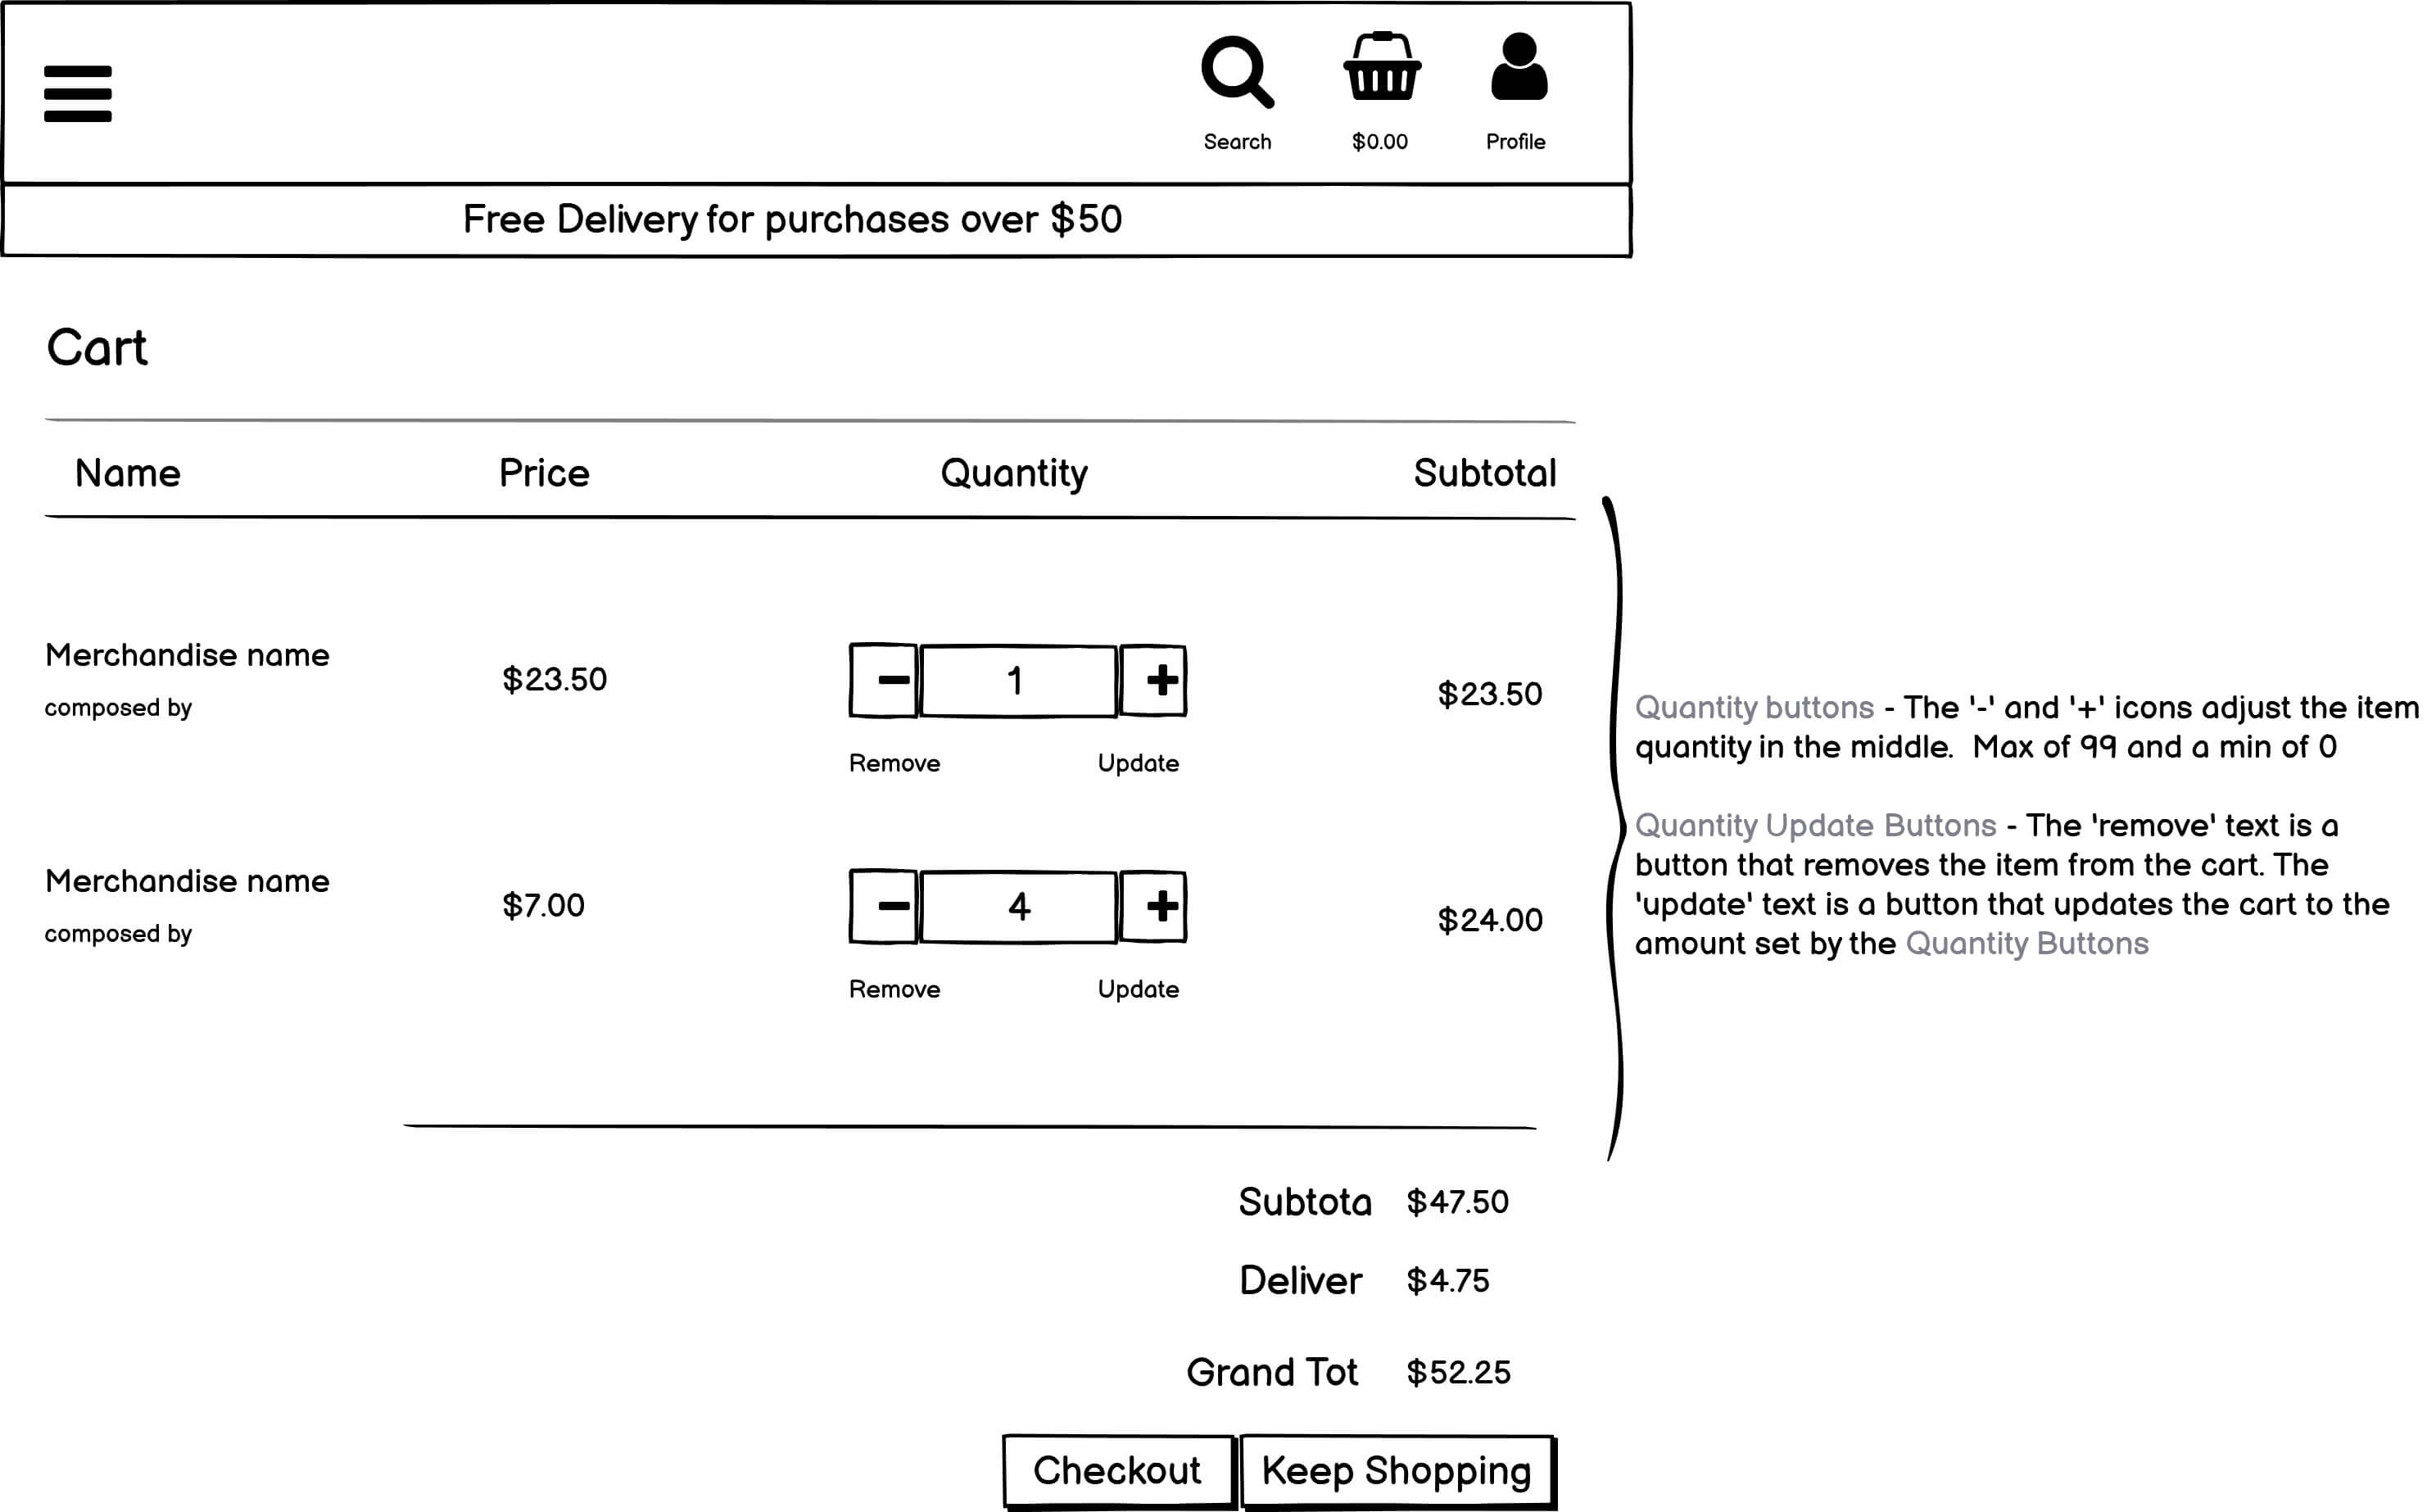 Search $0.00 Profile
Free Delivery for purchases over $50
Cart
Name Price Quantity Subtotal
Merchandise name
composed by
$23.50
1
$23.50
Remove Update
Merchandise name
composed by
$7.00
4
$24.00
Remove Update
Quantity buttons - The '-' and '+' icons adjust the item
quantity in the middle. Max of 99 and a min of 0
Quantity Update Buttons - The 'remove' text is a
button that removes the item from the cart. The
'update' text is a button that updates the cart to the
amount set by the Quantity Buttons
Subtota $47.50
Deliver $4.75
Grand Tot $52.25
Checkout Keep Shopping